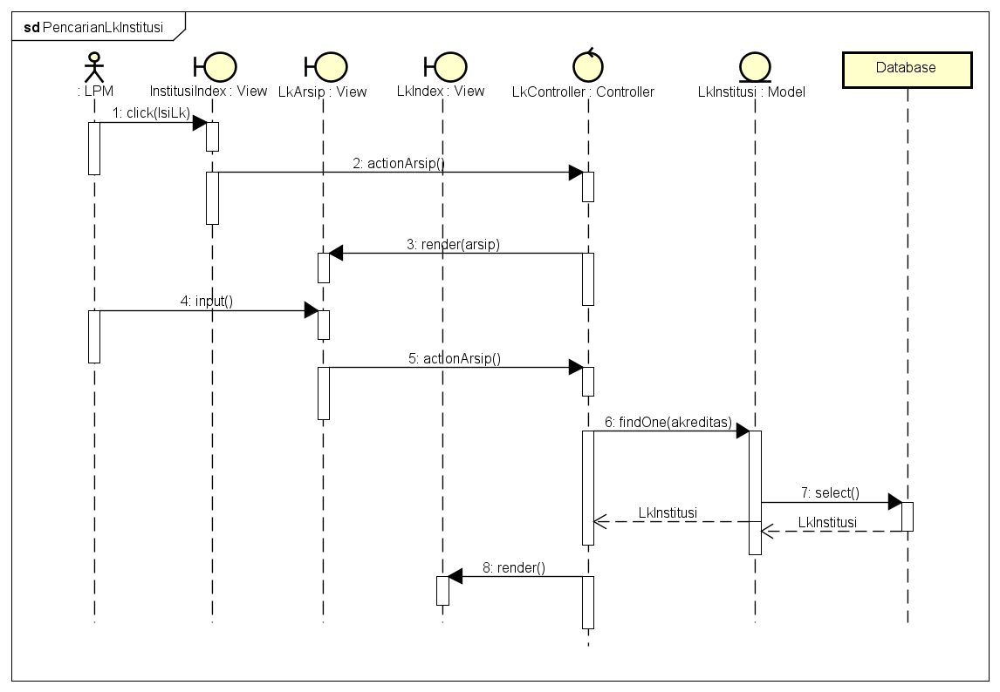 sd PencarianLkInstitusi
: LPM
InstitusiIndex : View
LkArsip : View
LkIndex : View
LkController : Controller
LkInstitusi : Model
Database
1: click(IsiLk)
2: actionArsip()
3: render(arsip)
4: input()
5: actionArsip()
6: findOne(akreditas)
7: select()
LkInstitusi
LkInstitusi
8: render()